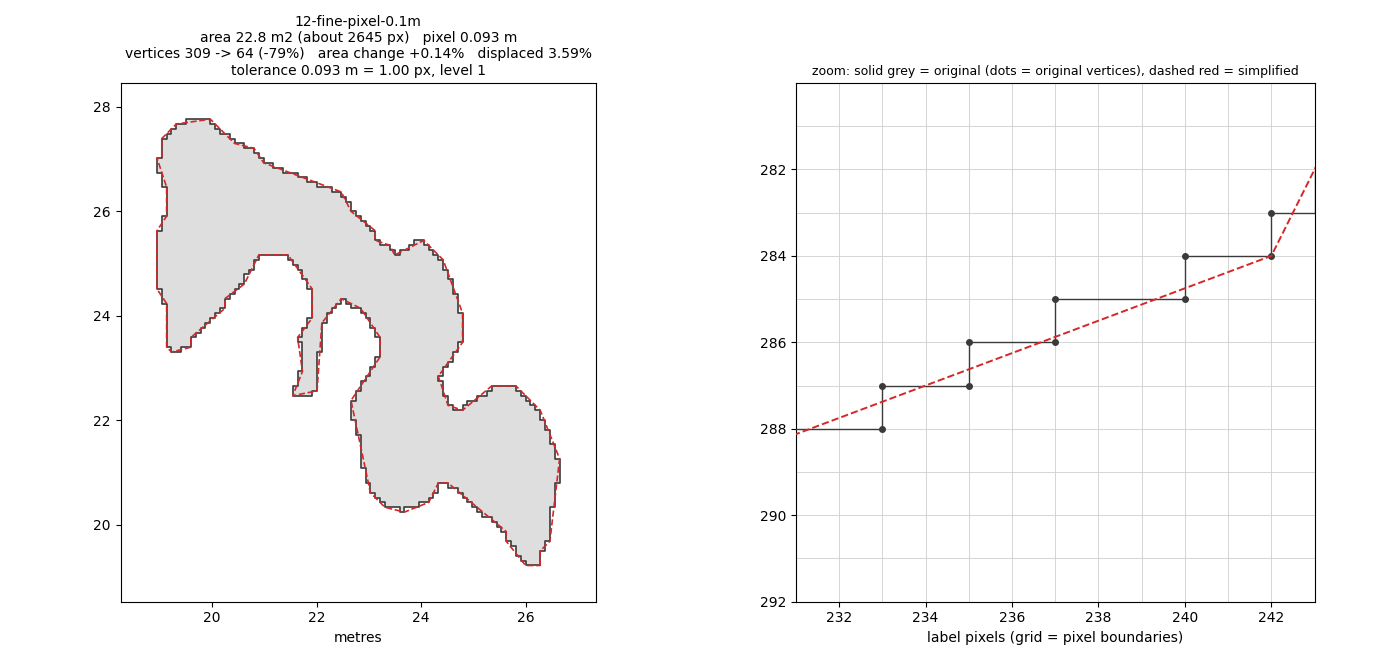 12-fine-pixel-0.1m
area 22.8 m2 (about 2645 px)   pixel 0.093 m
vertices 309 -> 64 (-79%)   area change +0.14%   displaced 3.59%
tolerance 0.093 m = 1.00 px, level 1
28
26
24
22
20
20 22 24 26
metres
zoom: solid grey = original (dots = original vertices), dashed red = simplified
282
284
286
288
290
292
232 234 236 238 240 242
label pixels (grid = pixel boundaries)